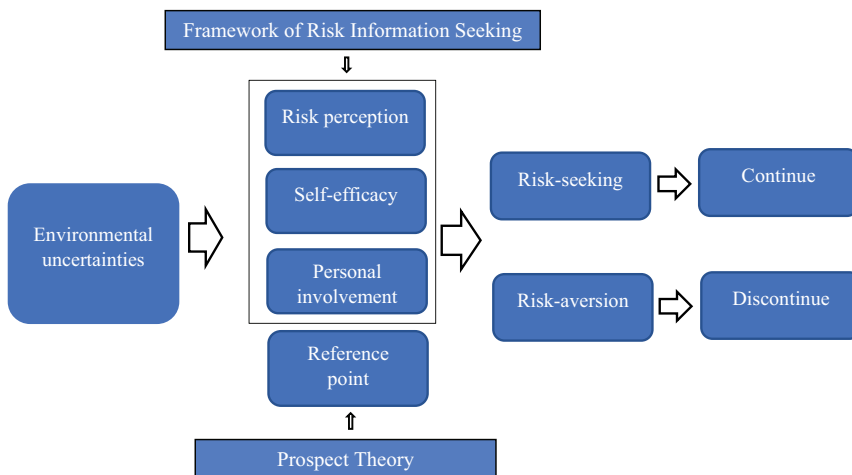 Framework of Risk Information Seeking
Risk perception
Self-efficacy
Personal
involvement
Reference
point
Prospect Theory
Environmental
uncertainties
Risk-seeking
Continue
Risk-aversion
Discontinue